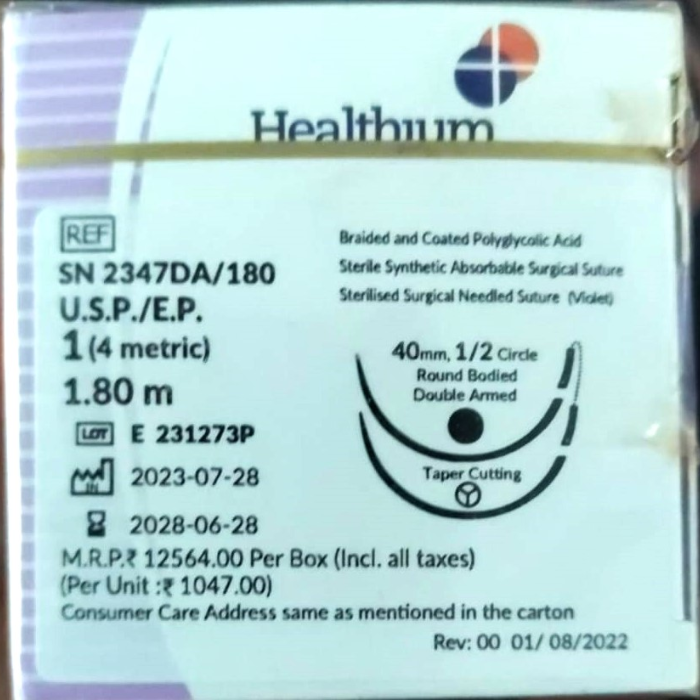 Healthium
REF
SN 2347DA/180
U.S.P./E.P.
1 (4 metric)
1.80 m
LOT E 231273P
IN 2023-07-28
2028-06-28
Braided and Coated Polyglycolic Acid
Sterile Synthetic Absorbable Surgical Suture
Sterilised Surgical Needled Suture (Violet)
40mm, 1/2 Circle
Round Bodied
Double Armed
Taper Cutting
M.R.P.₹ 12564.00 Per Box (Incl. all taxes)
(Per Unit :₹ 1047.00)
Consumer Care Address same as mentioned in the carton
Rev: 00 01/ 08/2022